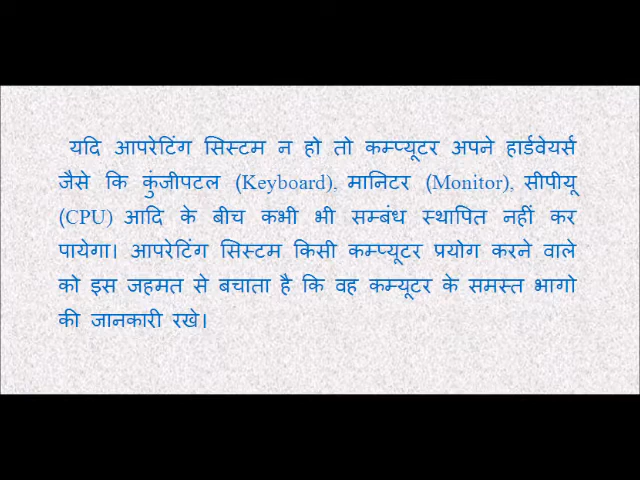 यदि आपरेटिंग सिस्टम न हो तो कम्प्यूटर अपने हार्डवेयर्स
जैसे कि कुंजीपटल (Keyboard), मानिटर (Monitor), सीपीयू
(CPU) आदि के बीच कभी भी सम्बंध स्थापित नहीं कर
पायेगा। आपरेटिंग सिस्टम किसी कम्प्यूटर प्रयोग करने वाले
को इस जहमत से बचाता है कि वह कम्यूटर के समस्त भागो
की जानकारी रखे।